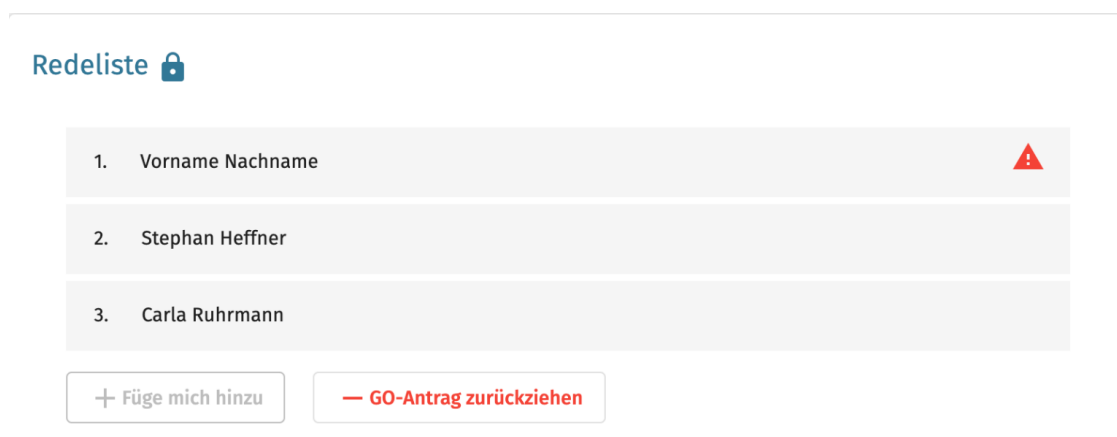 Redeliste
1. Vorname Nachname
2. Stephan Heffner
3. Carla Ruhrmann
+ Füge mich hinzu — GO-Antrag zurückziehen